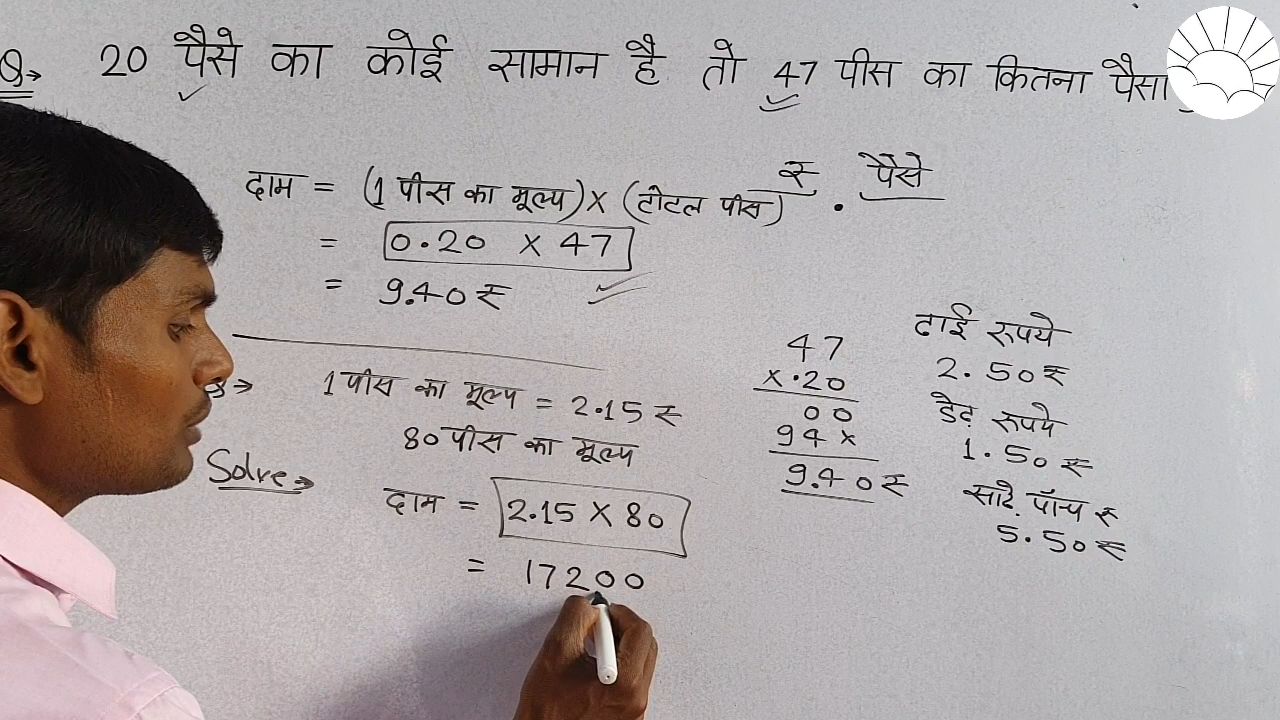 Q→ 20 पैसे का कोई सामान है तो 47 पीस का कितना पैसा
दाम = (1 पीस का मूल्य) × (टोटल पीस)
₹ . पैसे
= 0.20 × 47
= 9.40 ₹
→ 1 पीस का मूल्य = 2.15 ₹
80 पीस का मूल्य
Solve →
दाम = 2.15 × 80
= 17200
47
×.20
00
94×
9.40 ₹
ढाई रूपये
2.50 ₹
डेढ़ रूपये
1.50 ₹
साढे़ पाँच ₹
5.50 ₹